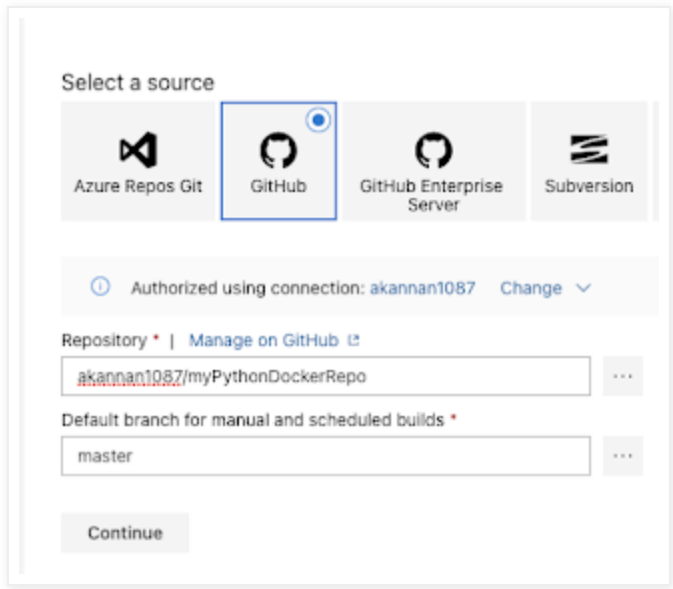 Select a source
Azure Repos Git
GitHub
GitHub Enterprise
Server
Subversion
Authorized using connection: akannan1087 Change
Repository * | Manage on GitHub
akannan1087/myPythonDockerRepo
...
Default branch for manual and scheduled builds *
master
...
Continue